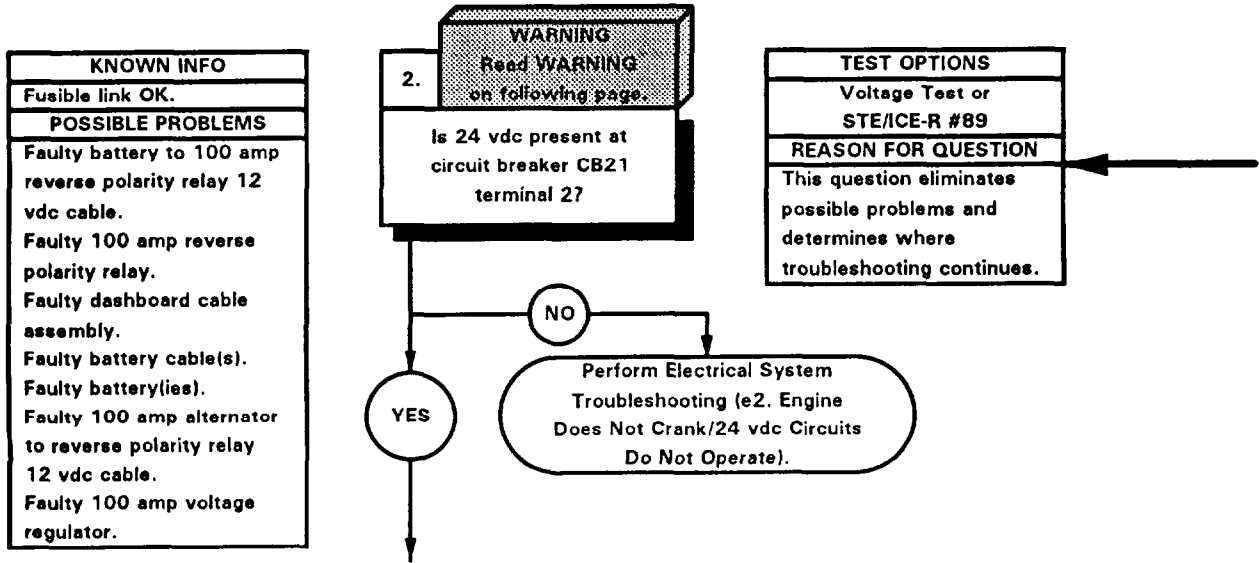 KNOWN INFO
Fusible link OK.
POSSIBLE PROBLEMS
Faulty battery to 100 amp
reverse polarity relay 12
vdc cable.
Faulty 100 amp reverse
polarity relay.
Faulty dashboard cable
assembly.
Faulty battery cable(s).
Faulty battery(ies).
Faulty 100 amp alternator
to reverse polarity relay
12 vdc cable.
Faulty 100 amp voltage
regulator.
2.
WARNING
Read WARNING
on following page.
Is 24 vdc present at
circuit breaker CB21
terminal 2?
NO
YES
Perform Electrical System
Troubleshooting (e2. Engine
Does Not Crank/24 vdc Circuits
Do Not Operate).
TEST OPTIONS
Voltage Test or
STE/ICE-R #89
REASON FOR QUESTION
This question eliminates
possible problems and
determines where
troubleshooting continues.